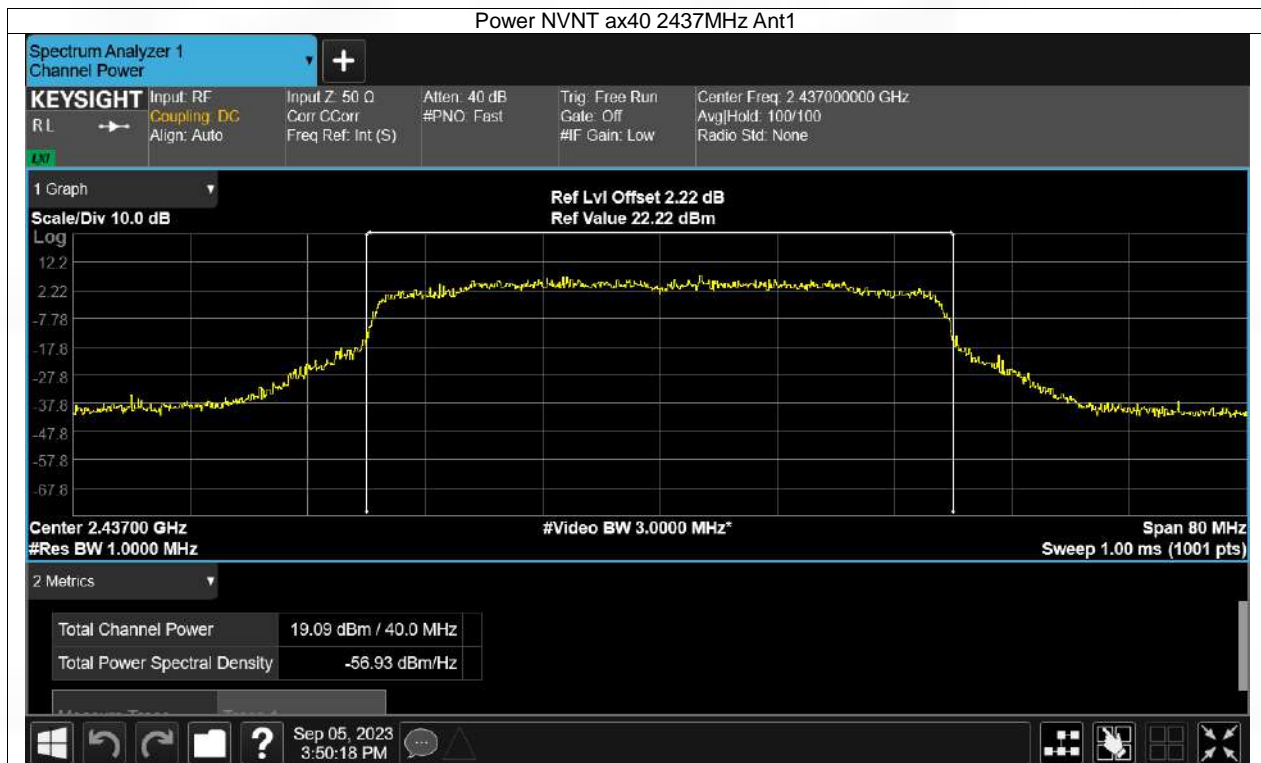 Power NVNT ax40 2437MHz Ant1
Spectrum Analyzer 1
Channel Power
+
KEYSIGHT
RL
LXI
Input: RF
Coupling: DC
Align: Auto
Input Z: 50 Ω
Corr CCorr
Freq Ref: Int (S)
Atten: 40 dB
#PNO: Fast
Trig: Free Run
Gate: Off
#IF Gain: Low
Center Freq: 2.437000000 GHz
Avg|Hold: 100/100
Radio Std: None
1 Graph
Scale/Div 10.0 dB
Ref Lvl Offset 2.22 dB
Ref Value 22.22 dBm
Log
12.2
2.22
-7.78
-17.8
-27.8
-37.8
-47.8
-57.8
-67.8
Center 2.43700 GHz
#Video BW 3.0000 MHz*
Span 80 MHz
#Res BW 1.0000 MHz
Sweep 1.00 ms (1001 pts)
2 Metrics
Total Channel Power 19.09 dBm / 40.0 MHz
Total Power Spectral Density -56.93 dBm/Hz
?
Sep 05, 2023
3:50:18 PM